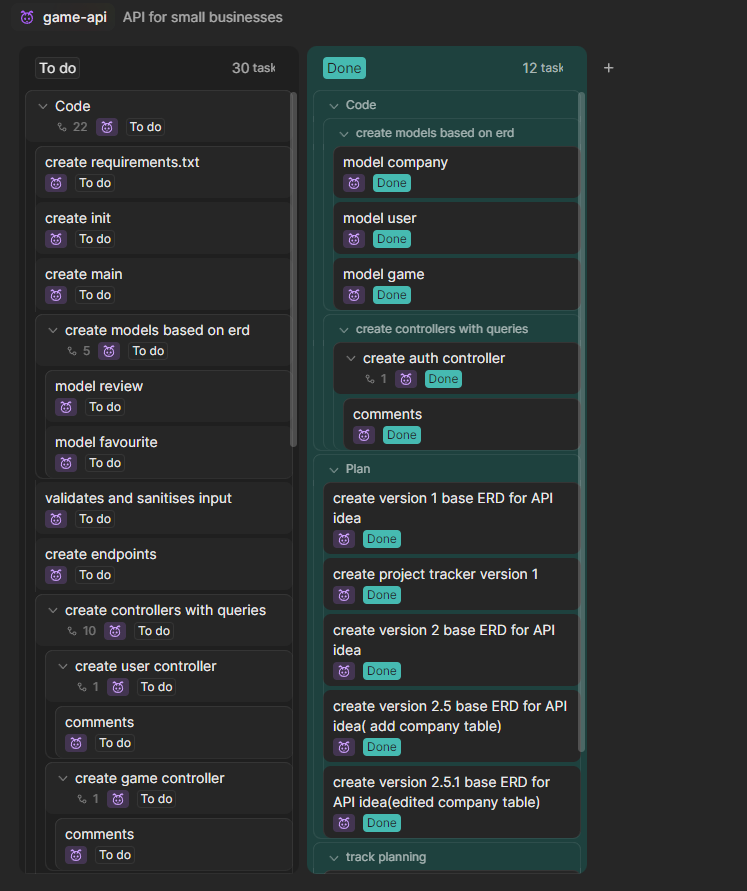 game-api API for small businesses
To do 30 task
Code
22 To do
create requirements.txt
To do
create init
To do
create main
To do
create models based on erd
5 To do
model review
To do
model favourite
To do
validates and sanitises input
To do
create endpoints
To do
create controllers with queries
10 To do
create user controller
1 To do
comments
To do
create game controller
1 To do
comments
To do
Done 12 task
Code
create models based on erd
model company
Done
model user
Done
model game
Done
create controllers with queries
create auth controller
1 Done
comments
Done
Plan
create version 1 base ERD for API
idea
Done
create project tracker version 1
Done
create version 2 base ERD for API
idea
Done
create version 2.5 base ERD for API
idea( add company table)
Done
create version 2.5.1 base ERD for
API idea(edited company table)
Done
track planning
+